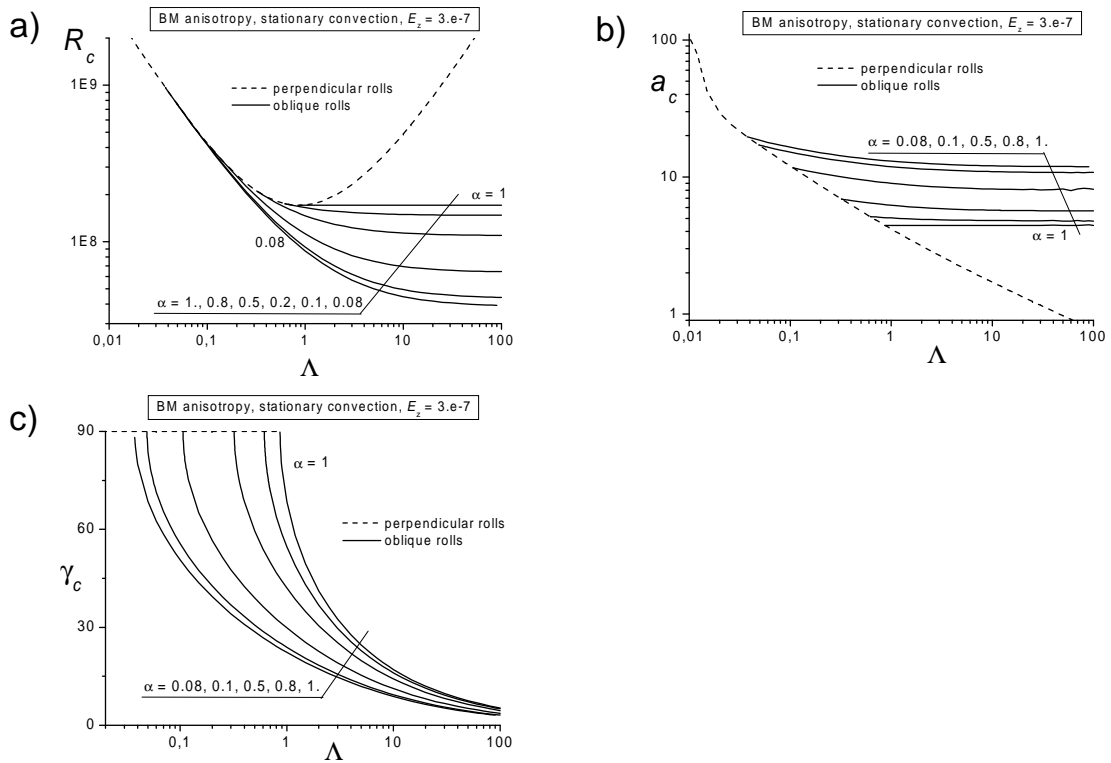 a)
BM anisotropy, stationary convection, E_z = 3.e-7
R_c
1E9
1E8
perpendicular rolls
oblique rolls
α = 1
0.08
α = 1., 0.8, 0.5, 0.2, 0.1, 0.08
0,01 0,1 1 10 100
Λ
b)
BM anisotropy, stationary convection, E_z = 3.e-7
a_c
100
10
1
perpendicular rolls
oblique rolls
α = 0.08, 0.1, 0.5, 0.8, 1.
α = 1
0,01 0,1 1 10 100
Λ
c)
BM anisotropy, stationary convection, E_z = 3.e-7
γ_c
90
60
30
0
α = 1
perpendicular rolls
oblique rolls
α = 0.08, 0.1, 0.5, 0.8, 1.
0,1 1 10 100
Λ